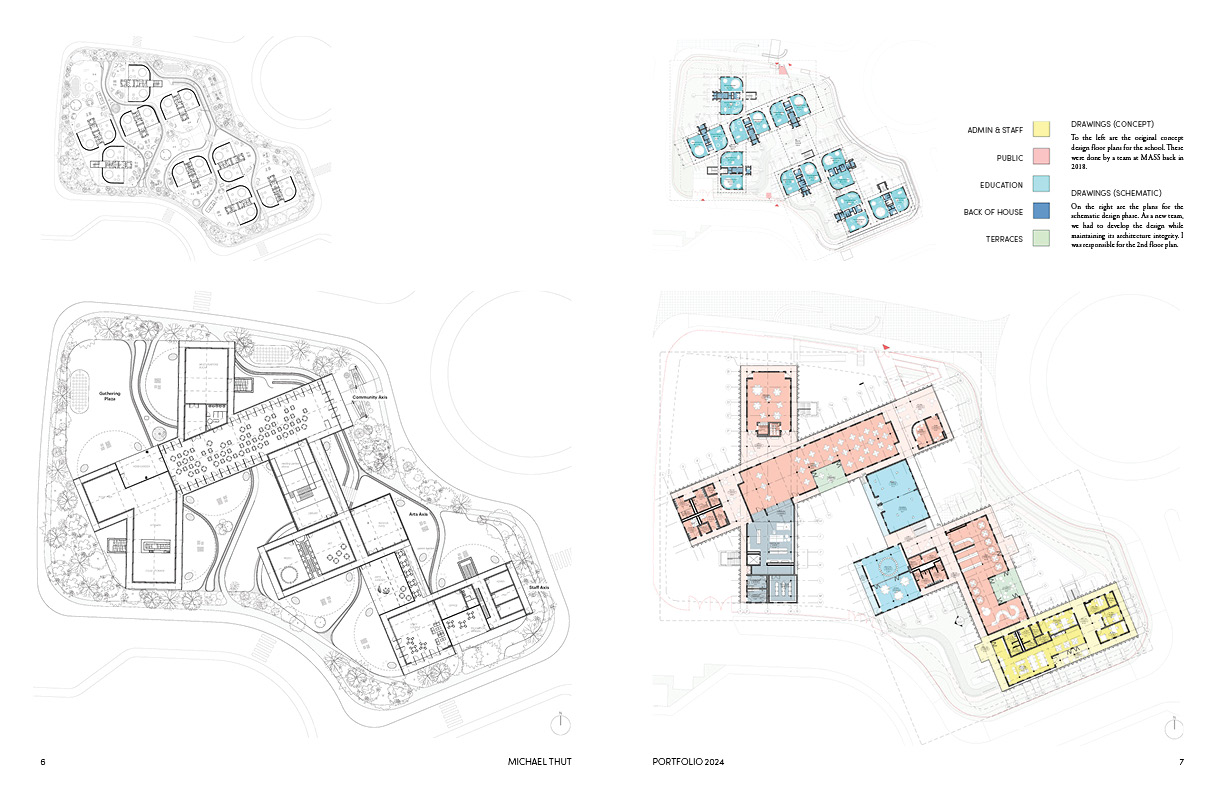 ADMIN & STAFF
PUBLIC
EDUCATION
BACK OF HOUSE
TERRACES
DRAWINGS (CONCEPT)
To the left are the original concept
design floor plans for the school. These
were done by a team at MASS back in
2018.
DRAWINGS (SCHEMATIC)
On the right are the plans for the
schematic design phase. As a new team,
we had to develop the design while
maintaining its architecture integrity. I
was responsible for the 2nd floor plan.
Gathering
Plaza
Community Axis
Arts Axis
Staff Axis
6
MICHAEL THUT
PORTFOLIO 2024
7